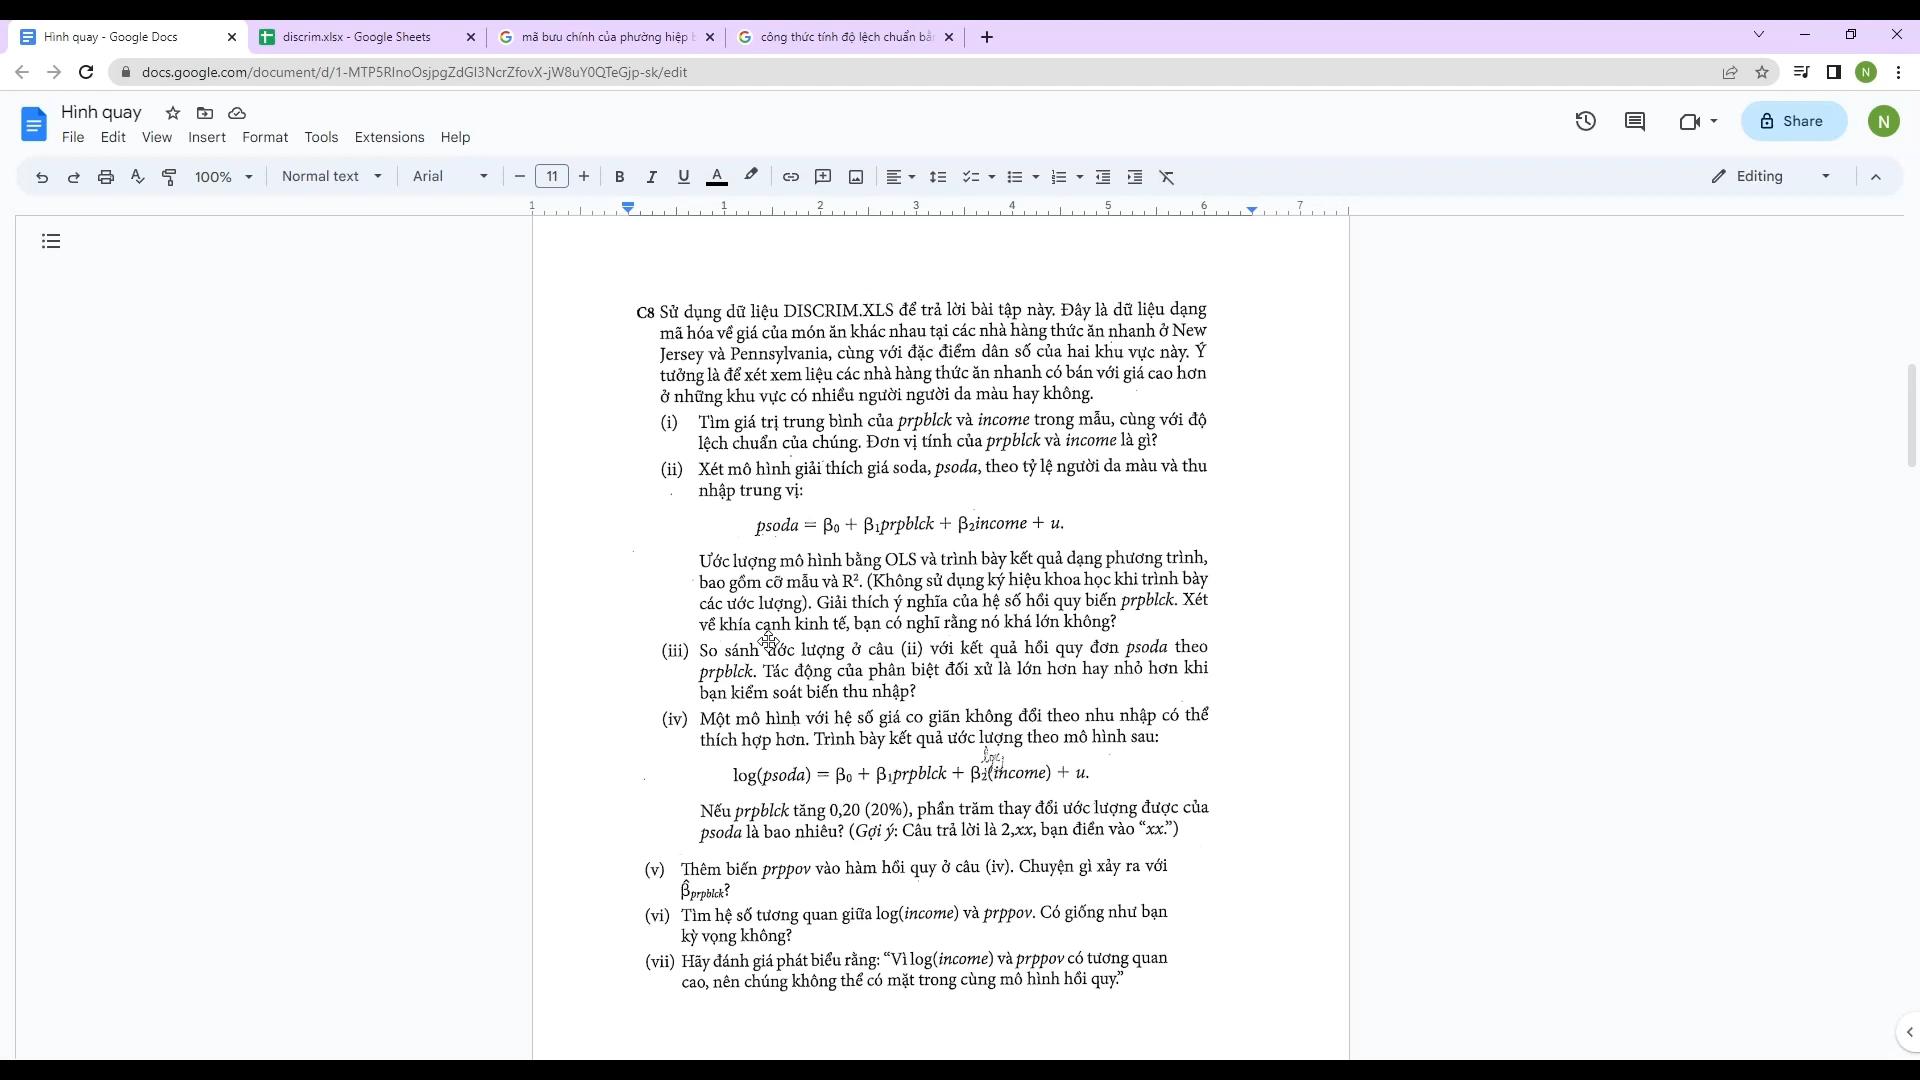 Hình quay - Google Docs
discrim.xlsx - Google Sheets
mã bưu chính của phường hiệp b
công thức tính độ lệch chuẩn bằ
docs.google.com/document/d/1-MTP5RInoOsjpgZdGI3NcrZfovX-jW8uY0QTeGjp-sk/edit
N
Hình quay
File Edit View Insert Format Tools Extensions Help
Share
N
100%
Normal text
Arial
11
B I U A
Editing
1 1 2 3 4 5 6 7
C8 Sử dụng dữ liệu DISCRIM.XLS để trả lời bài tập này. Đây là dữ liệu dạng
mã hóa về giá của món ăn khác nhau tại các nhà hàng thức ăn nhanh ở New
Jersey và Pennsylvania, cùng với đặc điểm dân số của hai khu vực này. Ý
tưởng là để xét xem liệu các nhà hàng thức ăn nhanh có bán với giá cao hơn
ở những khu vực có nhiều người người da màu hay không.
(i) Tìm giá trị trung bình của prpblck và income trong mẫu, cùng với độ
lệch chuẩn của chúng. Đơn vị tính của prpblck và income là gì?
(ii) Xét mô hình giải thích giá soda, psoda, theo tỷ lệ người da màu và thu
nhập trung vị:
psoda = β₀ + β₁prpblck + β₂income + u.
Ước lượng mô hình bằng OLS và trình bày kết quả dạng phương trình,
bao gồm cỡ mẫu và R². (Không sử dụng ký hiệu khoa học khi trình bày
các ước lượng). Giải thích ý nghĩa của hệ số hồi quy biến prpblck. Xét
về khía cạnh kinh tế, bạn có nghĩ rằng nó khá lớn không?
(iii) So sánh ước lượng ở câu (ii) với kết quả hồi quy đơn psoda theo
prpblck. Tác động của phân biệt đối xử là lớn hơn hay nhỏ hơn khi
bạn kiểm soát biến thu nhập?
(iv) Một mô hình với hệ số giá co giãn không đổi theo nhu nhập có thể
thích hợp hơn. Trình bày kết quả ước lượng theo mô hình sau:
log(psoda) = β₀ + β₁prpblck + β₂(income) + u.
Nếu prpblck tăng 0,20 (20%), phần trăm thay đổi ước lượng được của
psoda là bao nhiêu? (Gợi ý: Câu trả lời là 2,xx, bạn điền vào “xx.”)
(v) Thêm biến prppov vào hàm hồi quy ở câu (iv). Chuyện gì xảy ra với
β̂prpblck?
(vi) Tìm hệ số tương quan giữa log(income) và prppov. Có giống như bạn
kỳ vọng không?
(vii) Hãy đánh giá phát biểu rằng: “Vì log(income) và prppov có tương quan
cao, nên chúng không thể có mặt trong cùng mô hình hồi quy.”